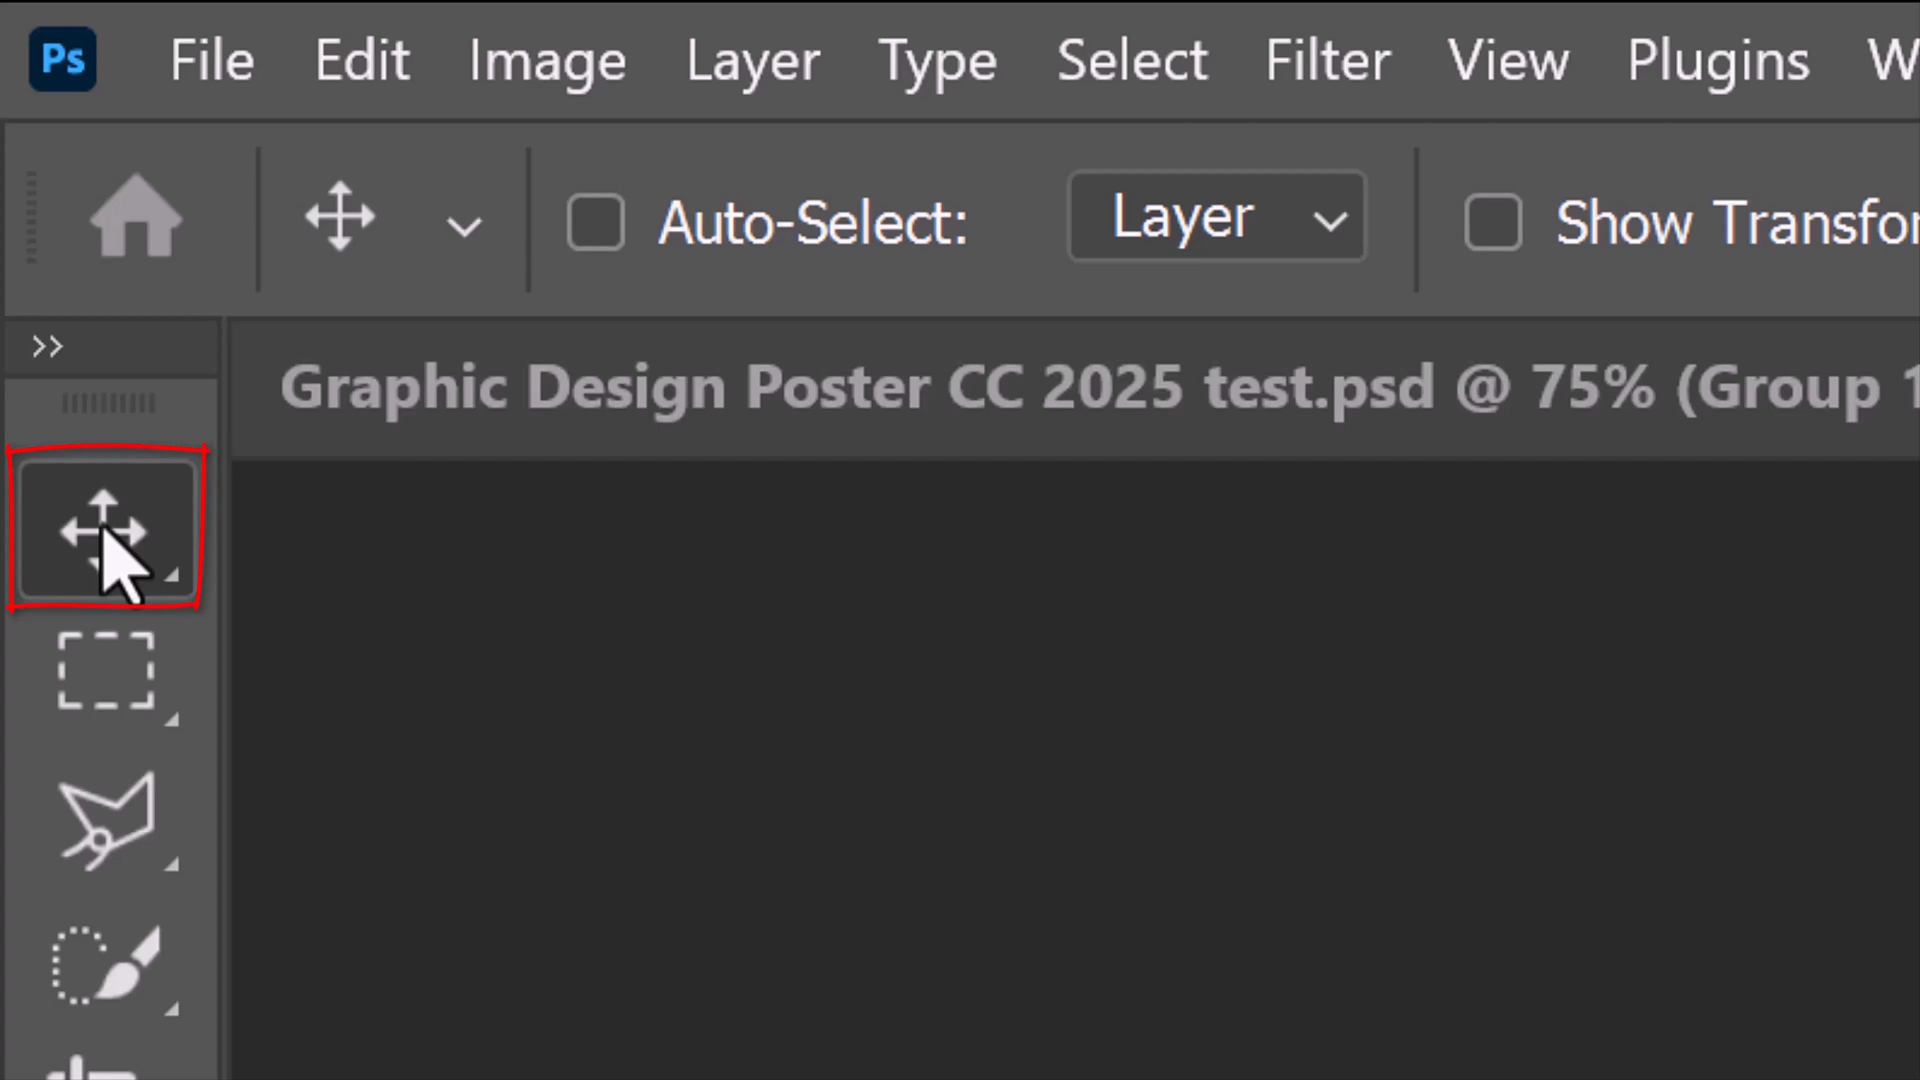 Ps File Edit Image Layer Type Select Filter View Plugins W
Auto-Select: Layer Show Transfor
Graphic Design Poster CC 2025 test.psd @ 75% (Group 1